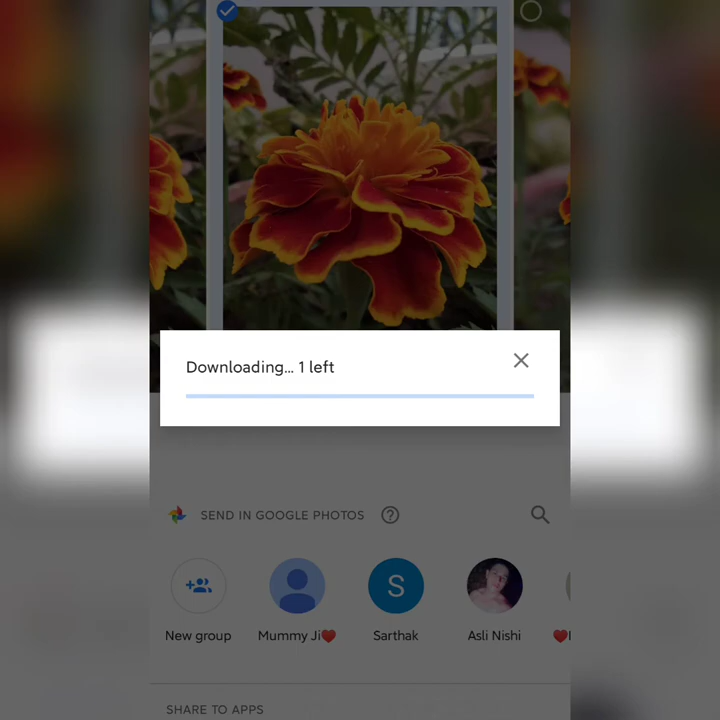 Downloading... 1 left
SEND IN GOOGLE PHOTOS
S
New group
Mummy Ji❤️
Sarthak
Asli Nishi
SHARE TO APPS